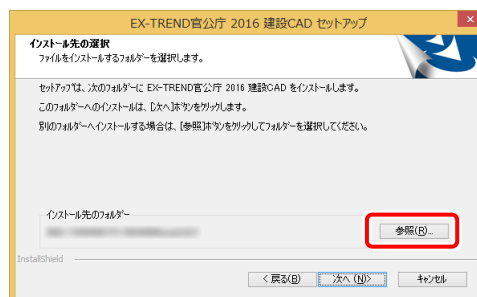 EX-TREND官公庁 2016 建設CAD セットアップ
インストール先の選択
ファイルをインストールするフォルダーを選択します。
セットアップは、次のフォルダーに EX-TREND官公庁 2016 建設CAD をインストールします。
このフォルダーへのインストールは、[次へ]ボタンをクリックします。
別のフォルダーへインストールする場合は、[参照]ボタンをクリックしてフォルダーを選択してください。
インストール先のフォルダー
参照(R)...
InstallShield
< 戻る(B)
次へ (N)>
キャンセル